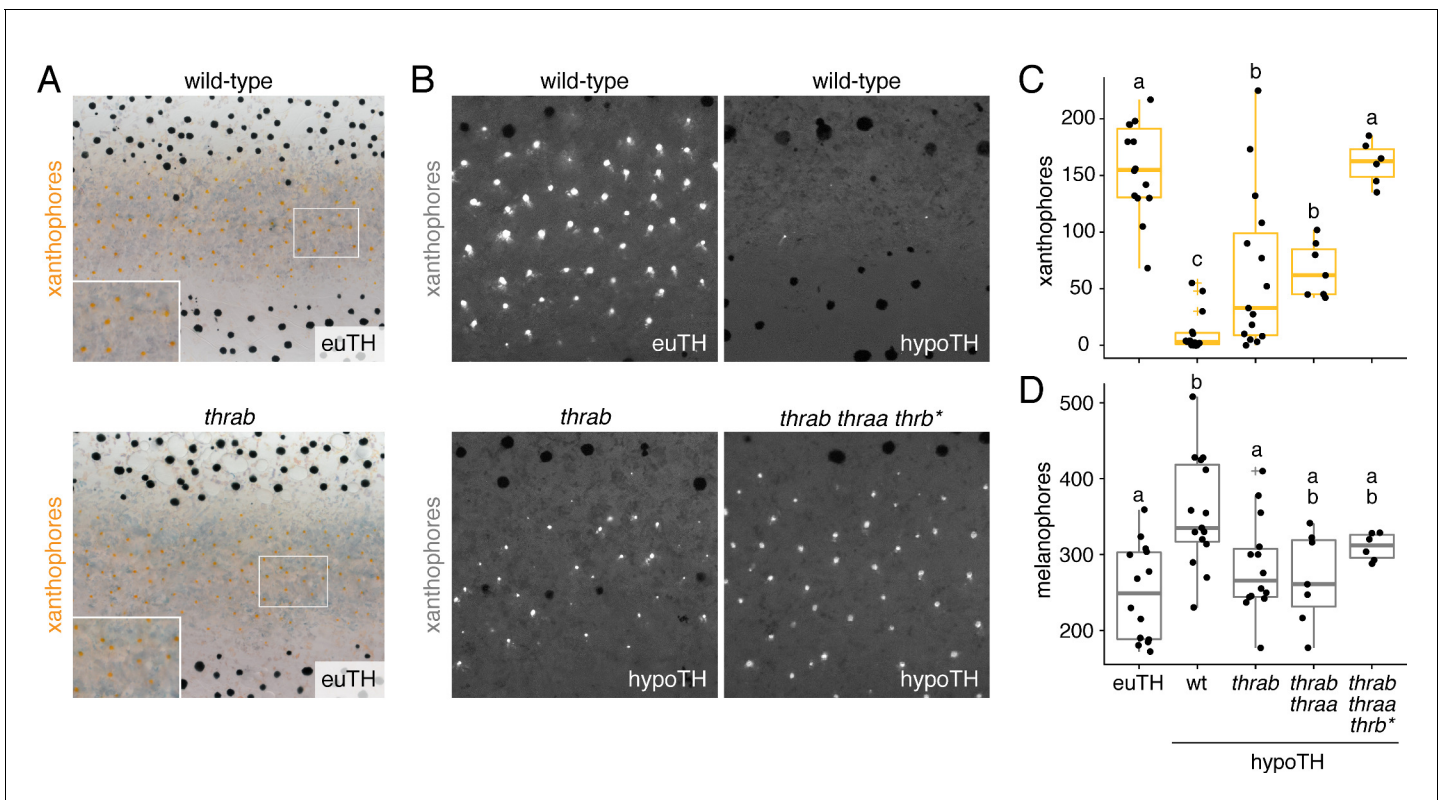 A
wild-type
xanthophores
euTH
thrab
xanthophores
euTH
B
wild-type
wild-type
xanthophores
euTH
hypoTH
thrab
thrab thraa thrb*
xanthophores
hypoTH
hypoTH
C
xanthophores
200
150
100
50
0
a
c
b
b
a
D
melanophores
500
400
300
200
a
b
a
a
b
a
b
euTH
wt
thrab
thrab
thraa
thrab
thraa
thrb*
hypoTH